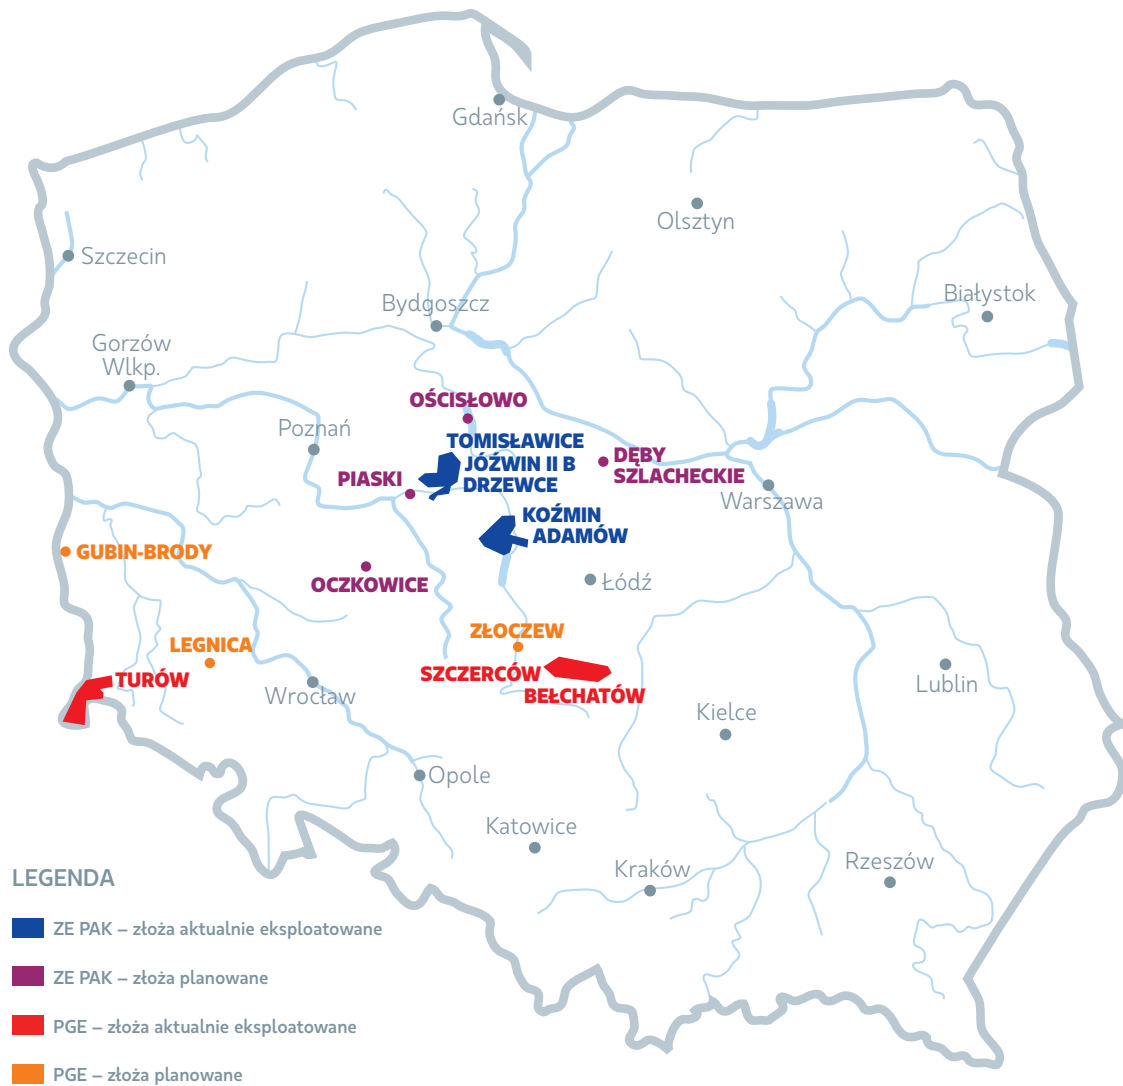 Gdańsk
Olsztyn
Szczecin
Białystok
Bydgoszcz
Gorzów
Wlkp.
OŚCISŁOWO
Poznań
TOMISŁAWICE
JÓŹWIN II B
DRZEWCE
DĘBY
SZLACHECKIE
PIASKI
Warszawa
KOŹMIN
ADAMÓW
GUBIN-BRODY
OCZKOWICE
Łódź
ZŁOCZEW
LEGNICA
SZCZERCÓW
TURÓW
BEŁCHATÓW
Wrocław
Lublin
Kielce
Opole
Katowice
Kraków
Rzeszów
LEGENDA
ZE PAK – złoża aktualnie eksploatowane
ZE PAK – złoża planowane
PGE – złoża aktualnie eksploatowane
PGE – złoża planowane